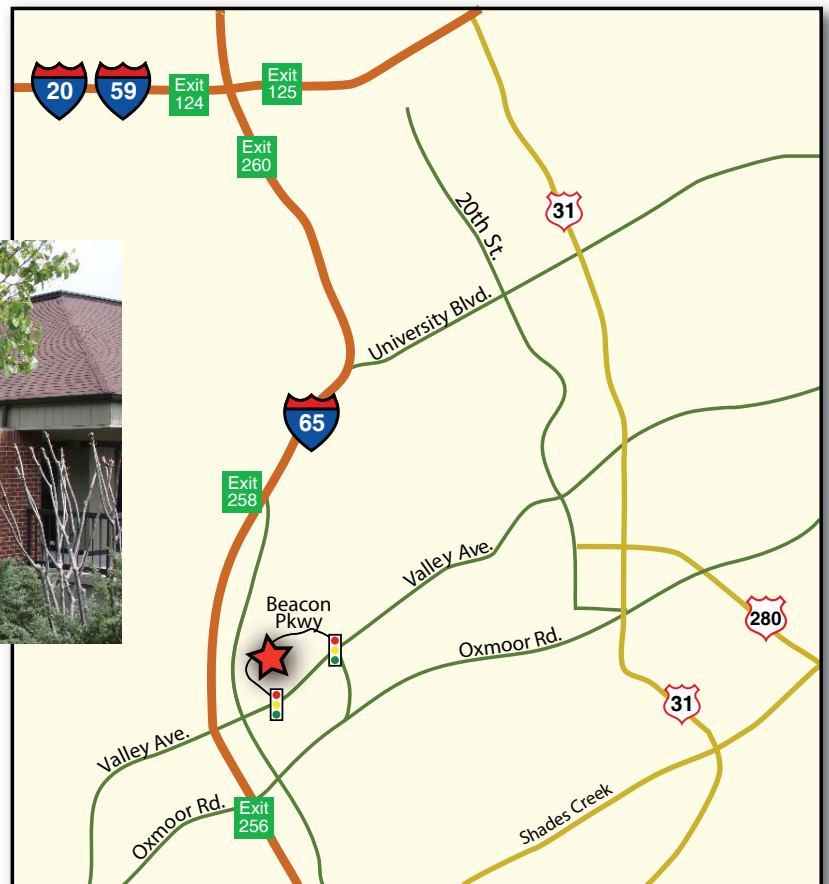 20
59
Exit
124
Exit
125
Exit
260
20th St.
31
University Blvd.
65
Exit
258
Valley Ave.
Beacon
Pkwy
280
Oxmoor Rd.
31
Valley Ave.
Oxmoor Rd.
Exit
256
Shades Creek